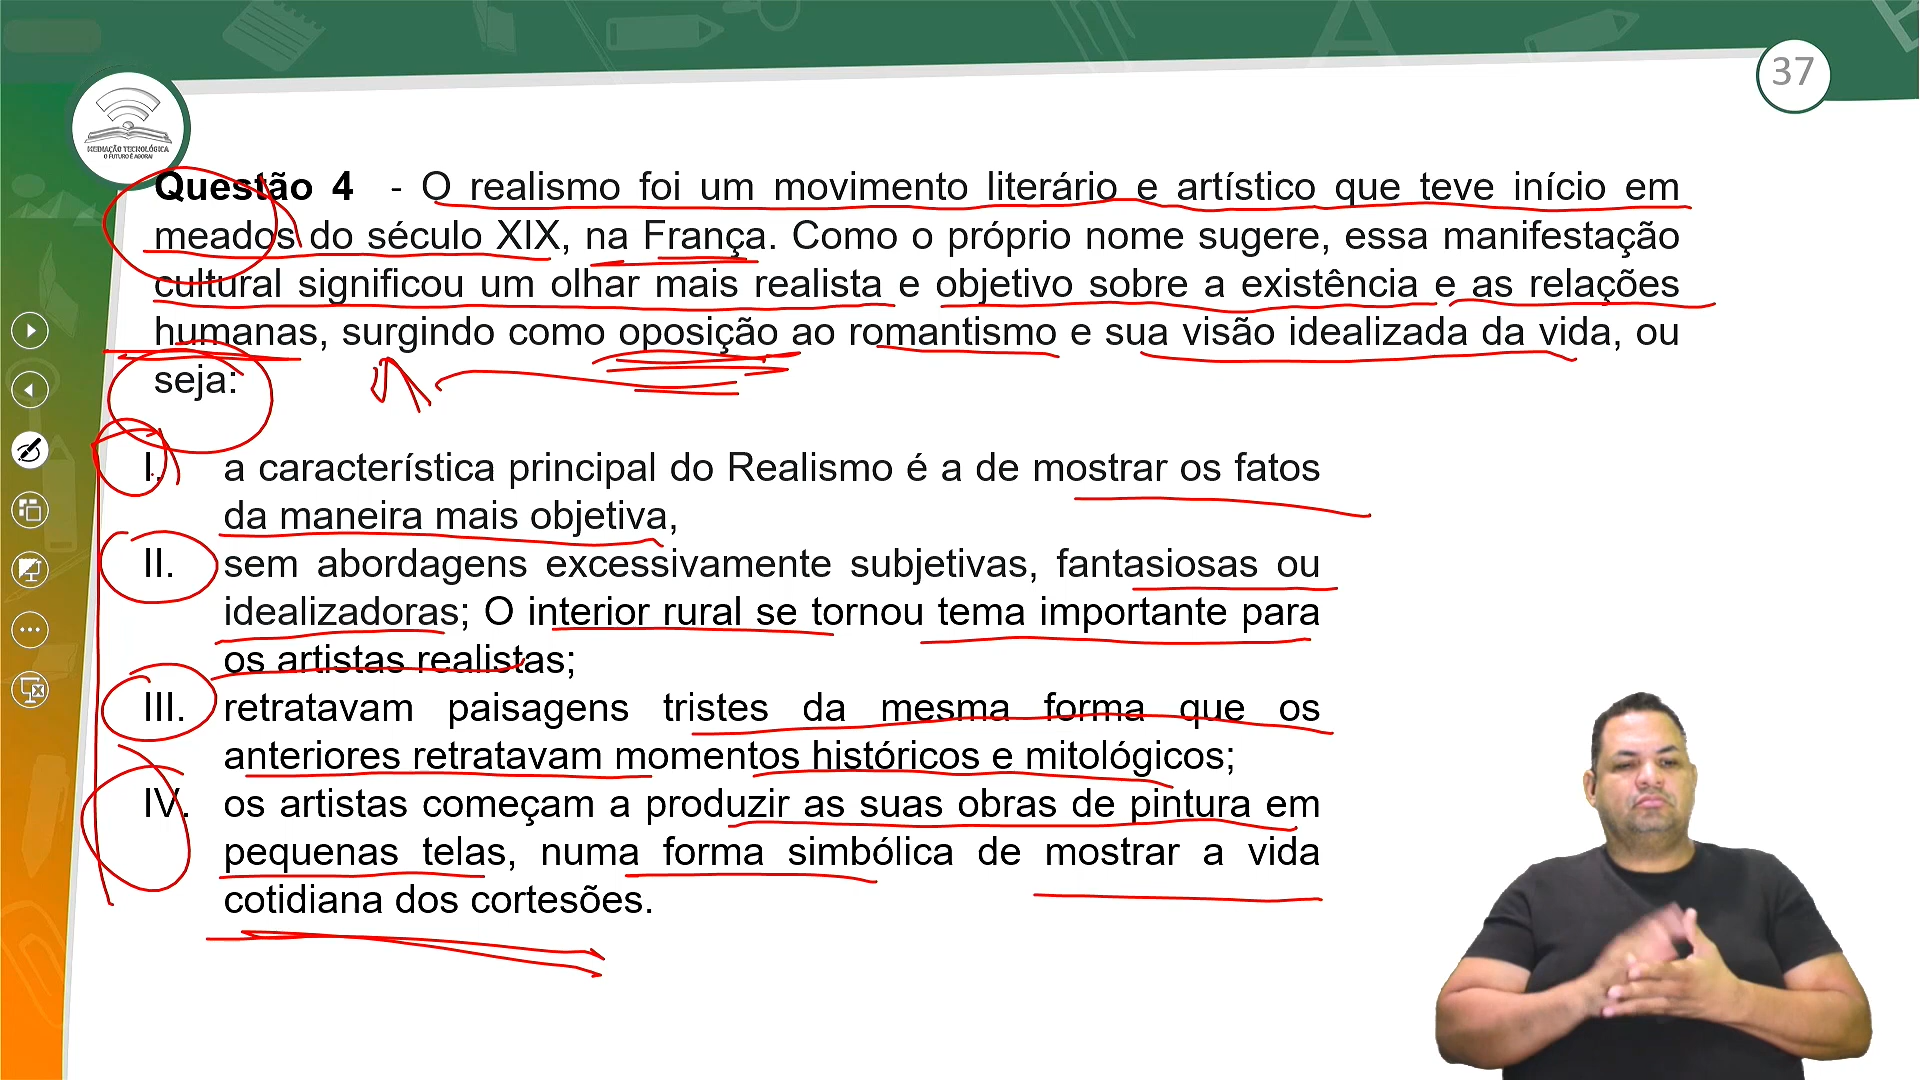 37
MEDIAÇÃO TECNOLÓGICA
O FUTURO É AGORA!
Questão 4 - O realismo foi um movimento literário e artístico que teve início em
meados do século XIX, na França. Como o próprio nome sugere, essa manifestação
cultural significou um olhar mais realista e objetivo sobre a existência e as relações
humanas, surgindo como oposição ao romantismo e sua visão idealizada da vida, ou
seja:
I. a característica principal do Realismo é a de mostrar os fatos
da maneira mais objetiva,
II. sem abordagens excessivamente subjetivas, fantasiosas ou
idealizadoras; O interior rural se tornou tema importante para
os artistas realistas;
III. retratavam paisagens tristes da mesma forma que os
anteriores retratavam momentos históricos e mitológicos;
IV. os artistas começam a produzir as suas obras de pintura em
pequenas telas, numa forma simbólica de mostrar a vida
cotidiana dos cortesões.